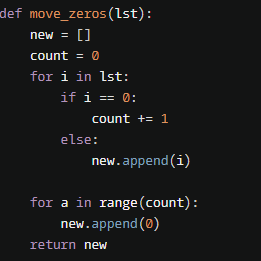 def move_zeros(lst):
    new = []
    count = 0
    for i in lst:
        if i == 0:
            count += 1
        else:
            new.append(i)

    for a in range(count):
        new.append(0)
    return new